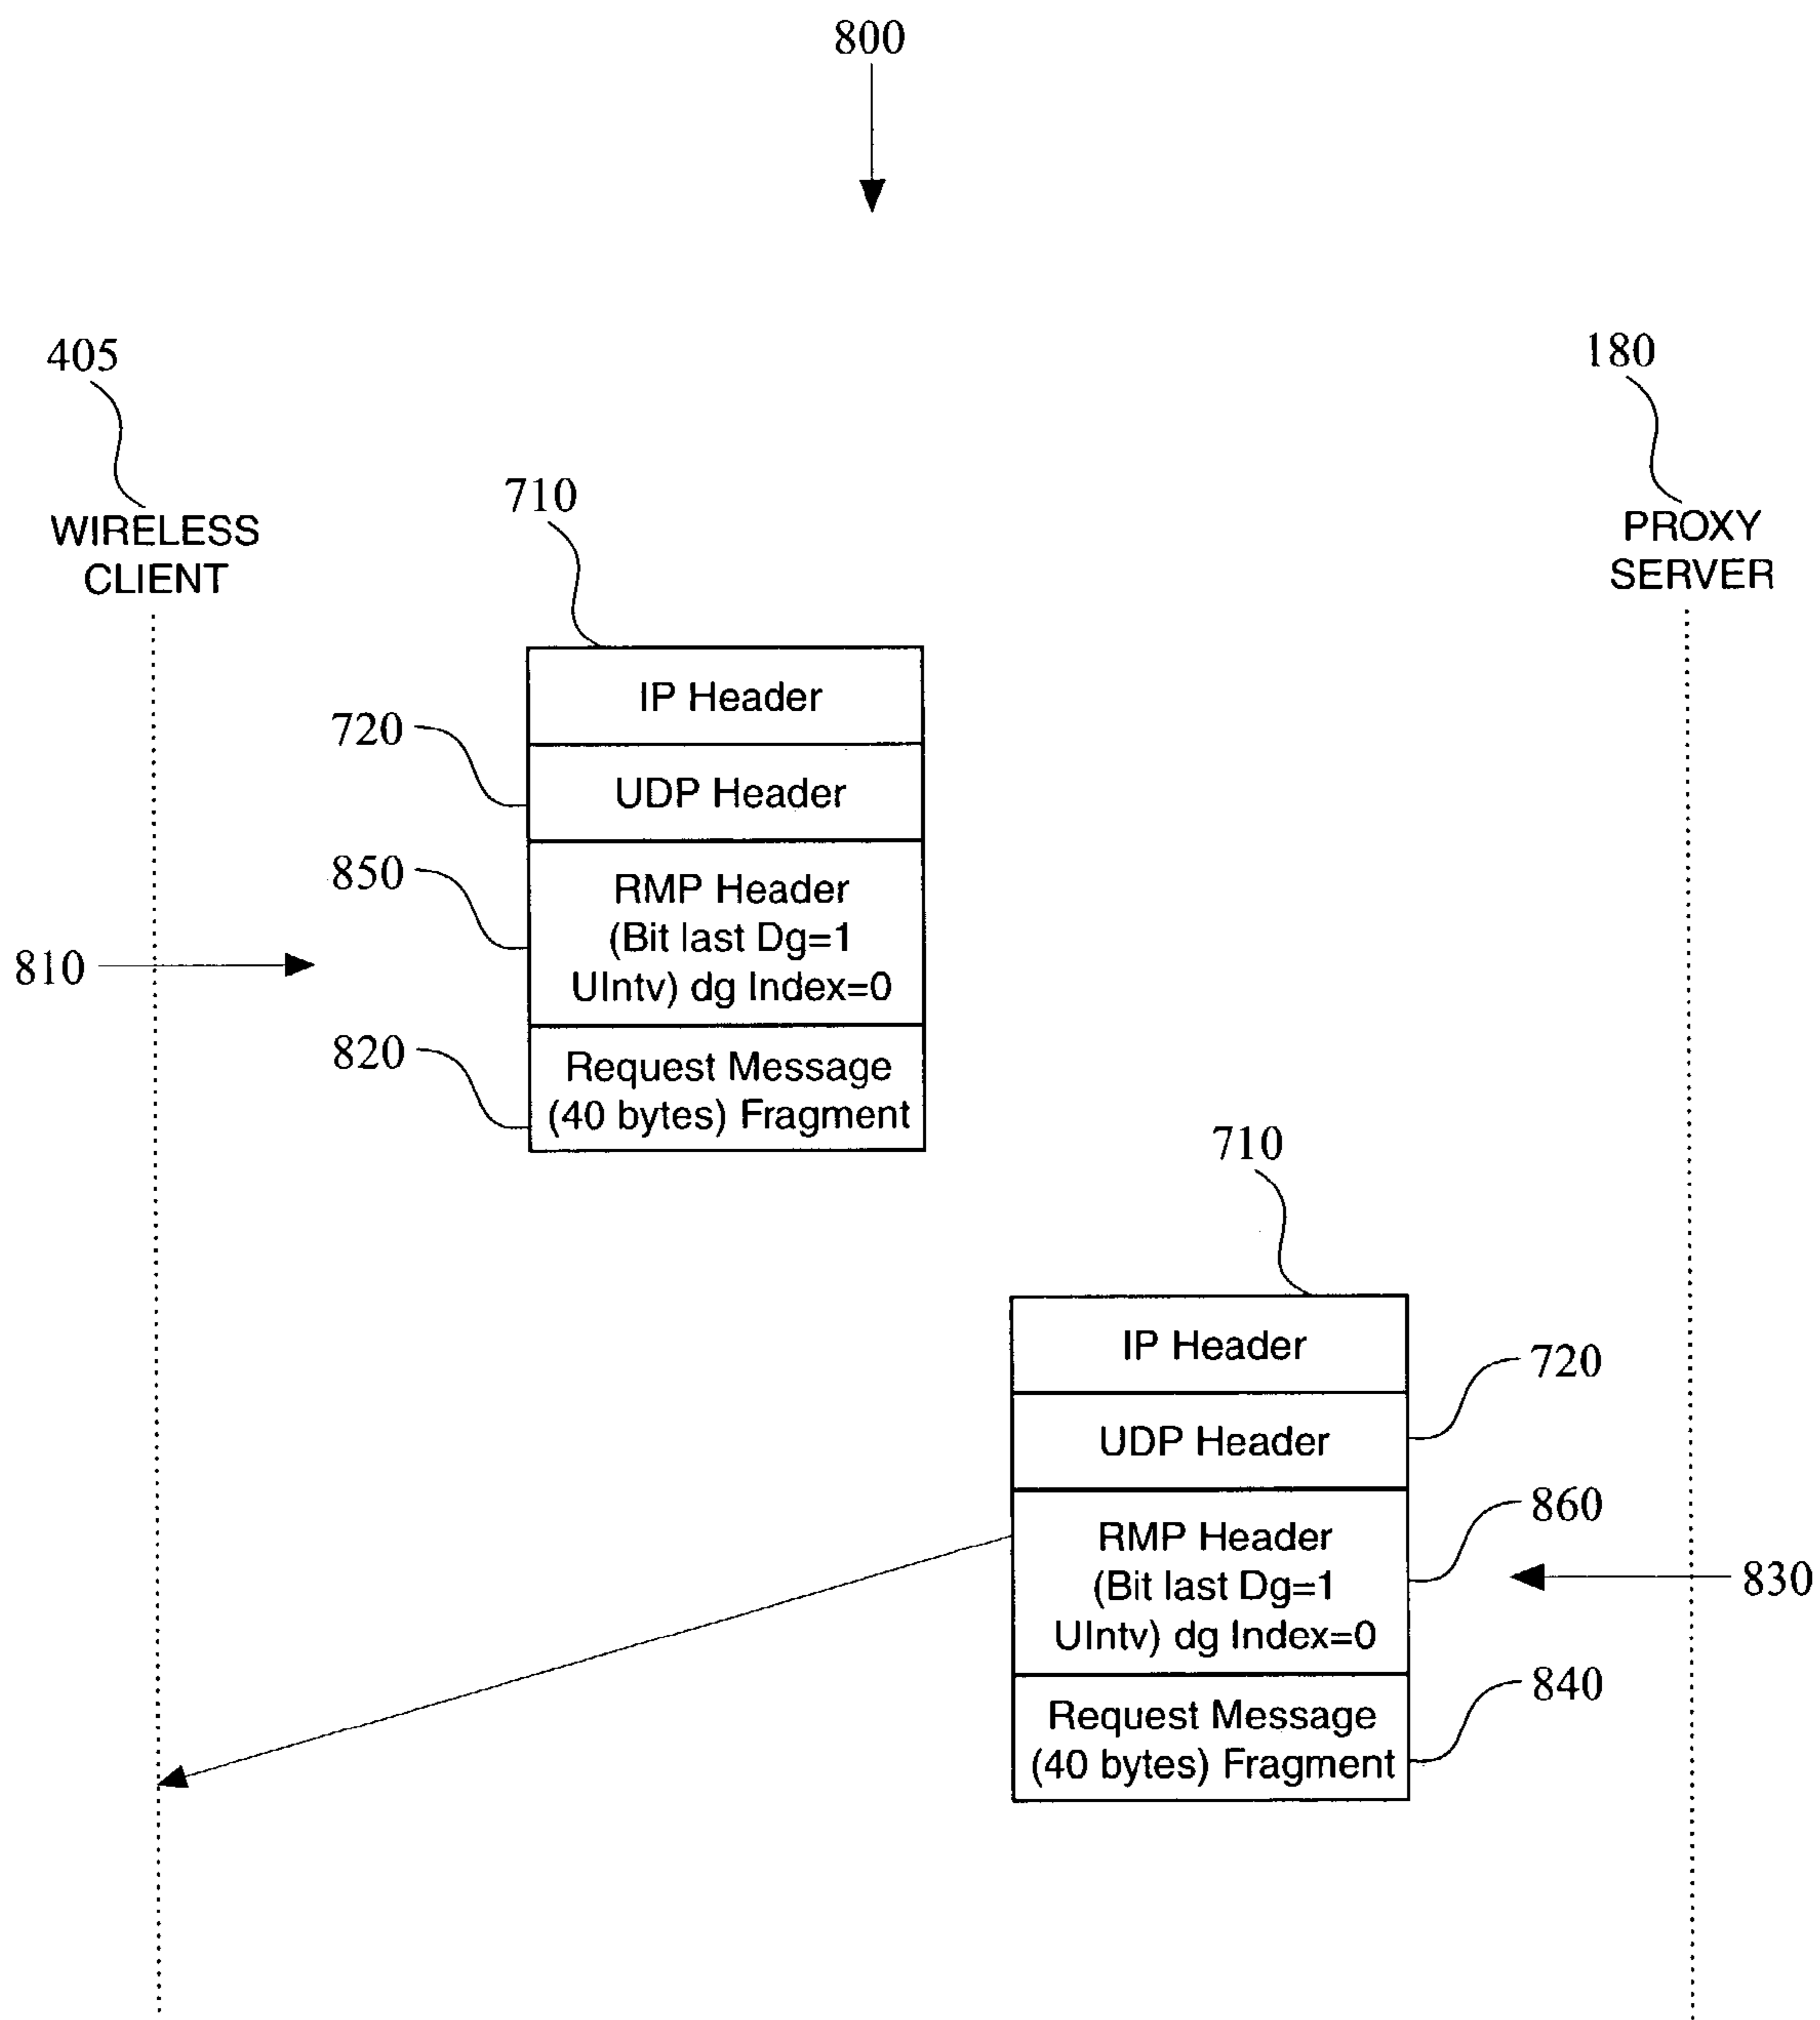 800
405
180
WIRELESS
CLIENT
PROXY
SERVER
710
IP Header
720
UDP Header
850
RMP Header
(Bit last Dg=1
UIntv) dg Index=0
810
820
Request Message
(40 bytes) Fragment
710
IP Header
720
UDP Header
860
RMP Header
(Bit last Dg=1
UIntv) dg Index=0
830
840
Request Message
(40 bytes) Fragment